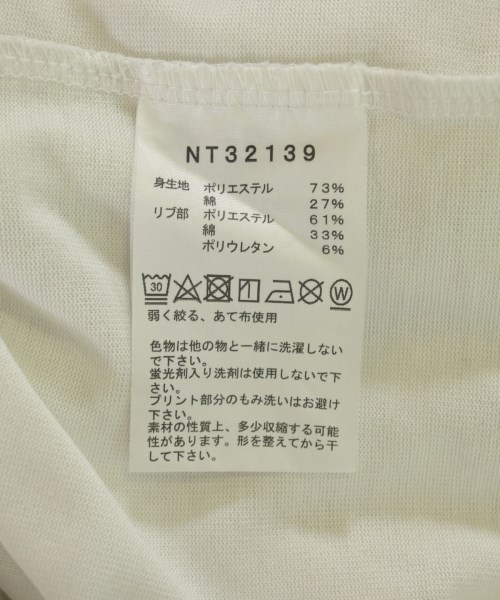 NT32139
身生地 ポリエステル 73%
綿 27%
リブ部 ポリエステル 61%
綿 33%
ポリウレタン 6%
30 W
弱く絞る、あて布使用
色物は他の物と一緒に洗濯しない
で下さい。
蛍光剤入り洗剤は使用しないで下
さい。
プリント部分のもみ洗いはお避け
下さい。
素材の性質上、多少収縮する可能
性があります。形を整えてから干
して下さい。